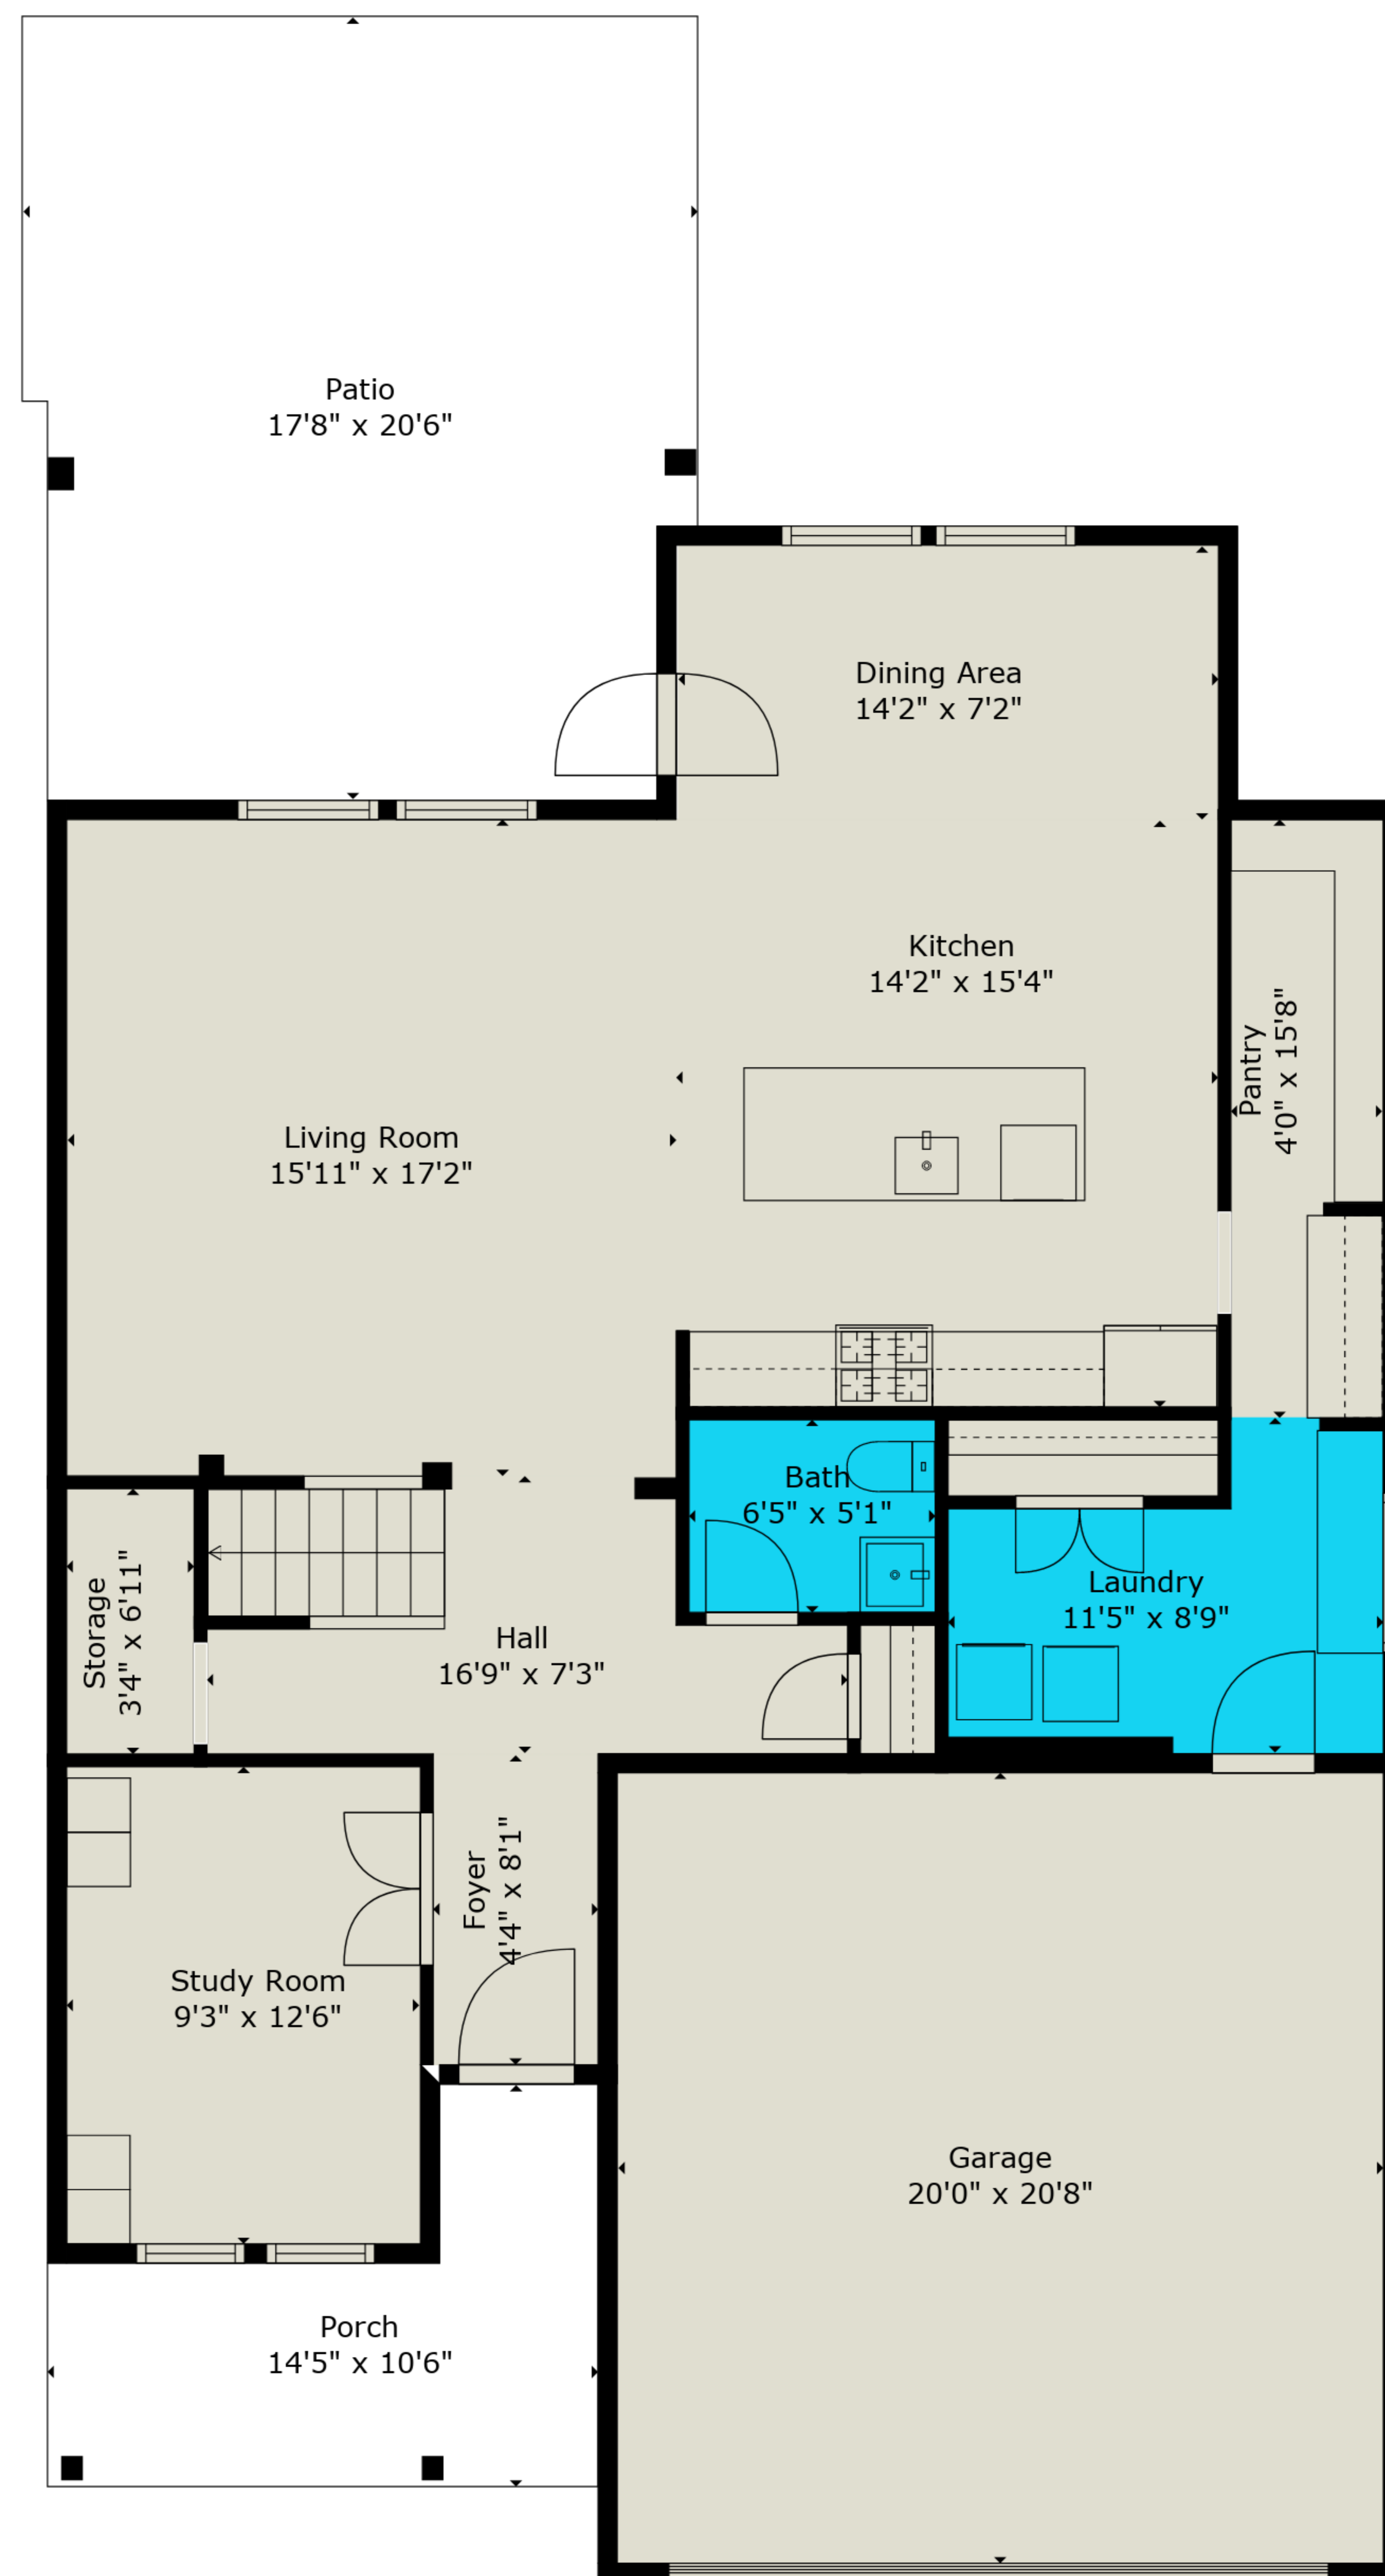 Patio
17'8" x 20'6"
Dining Area
14'2" x 7'2"
Kitchen
14'2" x 15'4"
Pantry
4'0" x 15'8"
Living Room
15'11" x 17'2"
Bath
6'5" x 5'1"
Laundry
11'5" x 8'9"
Storage
3'4" x 6'11"
Hall
16'9" x 7'3"
Foyer
4'4" x 8'1"
Study Room
9'3" x 12'6"
Garage
20'0" x 20'8"
Porch
14'5" x 10'6"